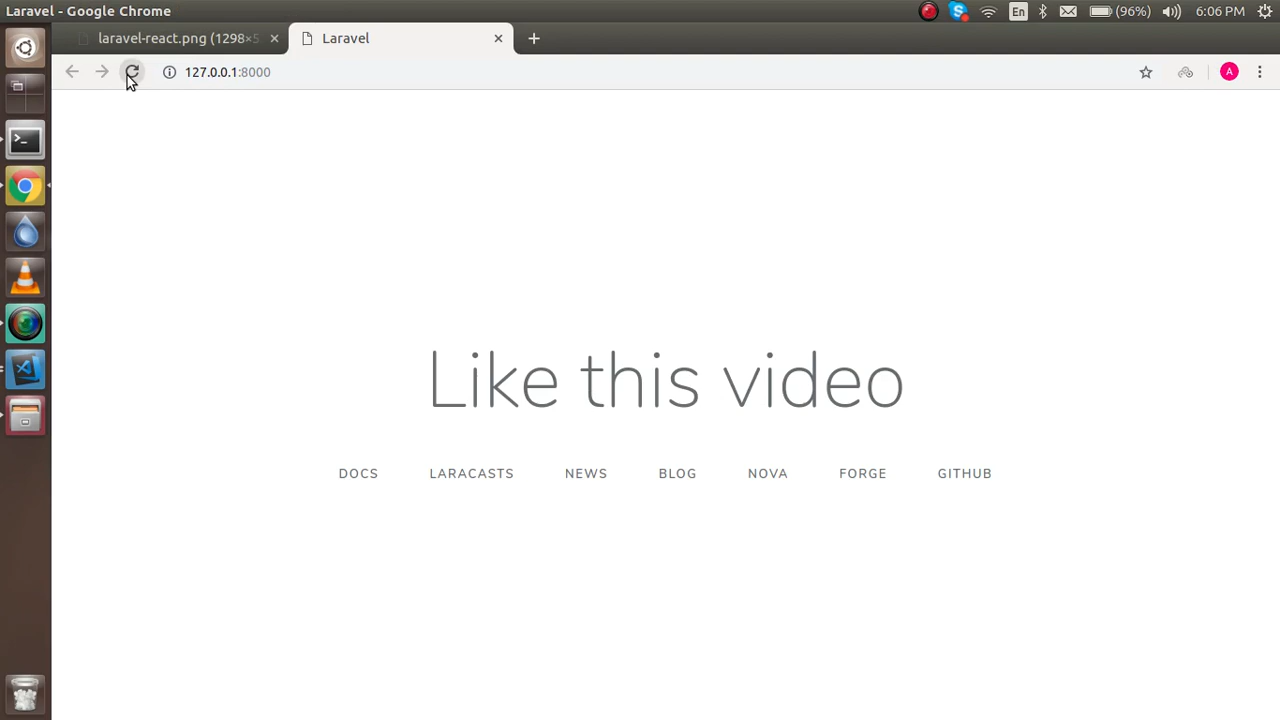 Laravel - Google Chrome
En
(96%)
6:06 PM
laravel-react.png (1298×5
Laravel
127.0.0.1:8000
A
Like this video
DOCS LARACASTS NEWS BLOG NOVA FORGE GITHUB